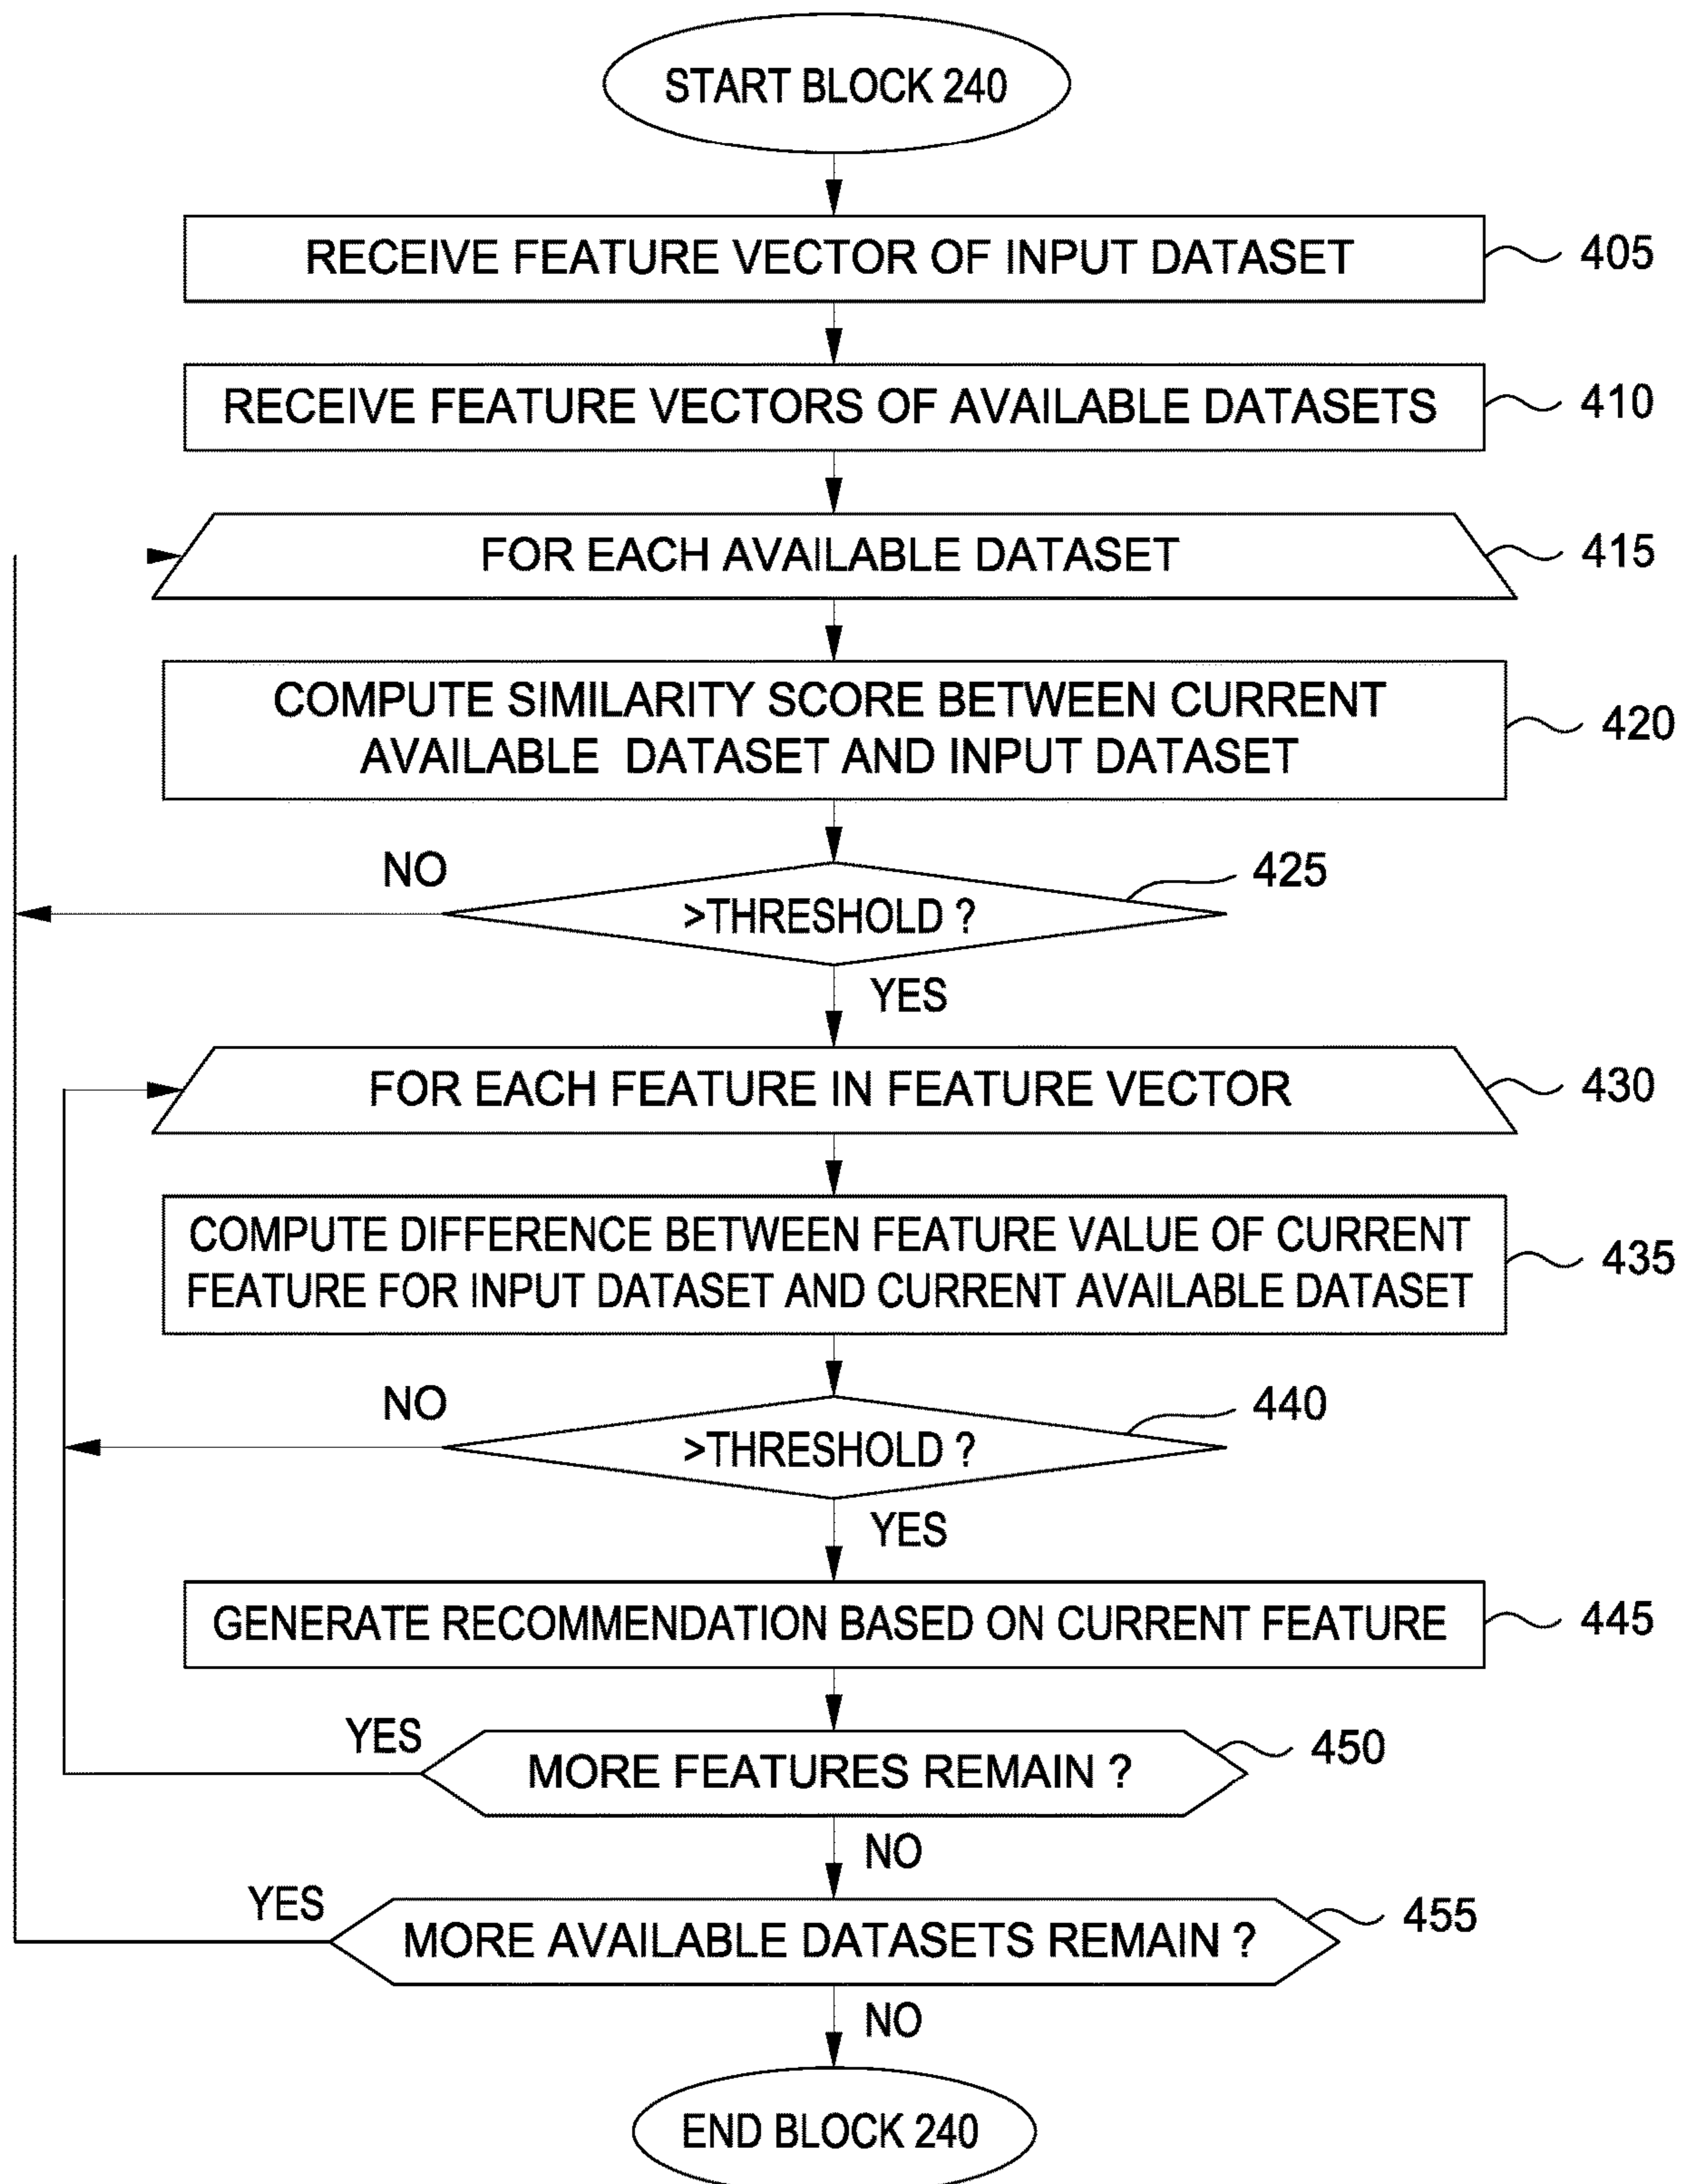 START BLOCK 240
RECEIVE FEATURE VECTOR OF INPUT DATASET
405
RECEIVE FEATURE VECTORS OF AVAILABLE DATASETS
410
FOR EACH AVAILABLE DATASET
415
COMPUTE SIMILARITY SCORE BETWEEN CURRENT
AVAILABLE DATASET AND INPUT DATASET
420
NO
>THRESHOLD ?
425
YES
FOR EACH FEATURE IN FEATURE VECTOR
430
COMPUTE DIFFERENCE BETWEEN FEATURE VALUE OF CURRENT
FEATURE FOR INPUT DATASET AND CURRENT AVAILABLE DATASET
435
NO
>THRESHOLD ?
440
YES
GENERATE RECOMMENDATION BASED ON CURRENT FEATURE
445
YES
MORE FEATURES REMAIN ?
450
NO
YES
MORE AVAILABLE DATASETS REMAIN ?
455
NO
END BLOCK 240